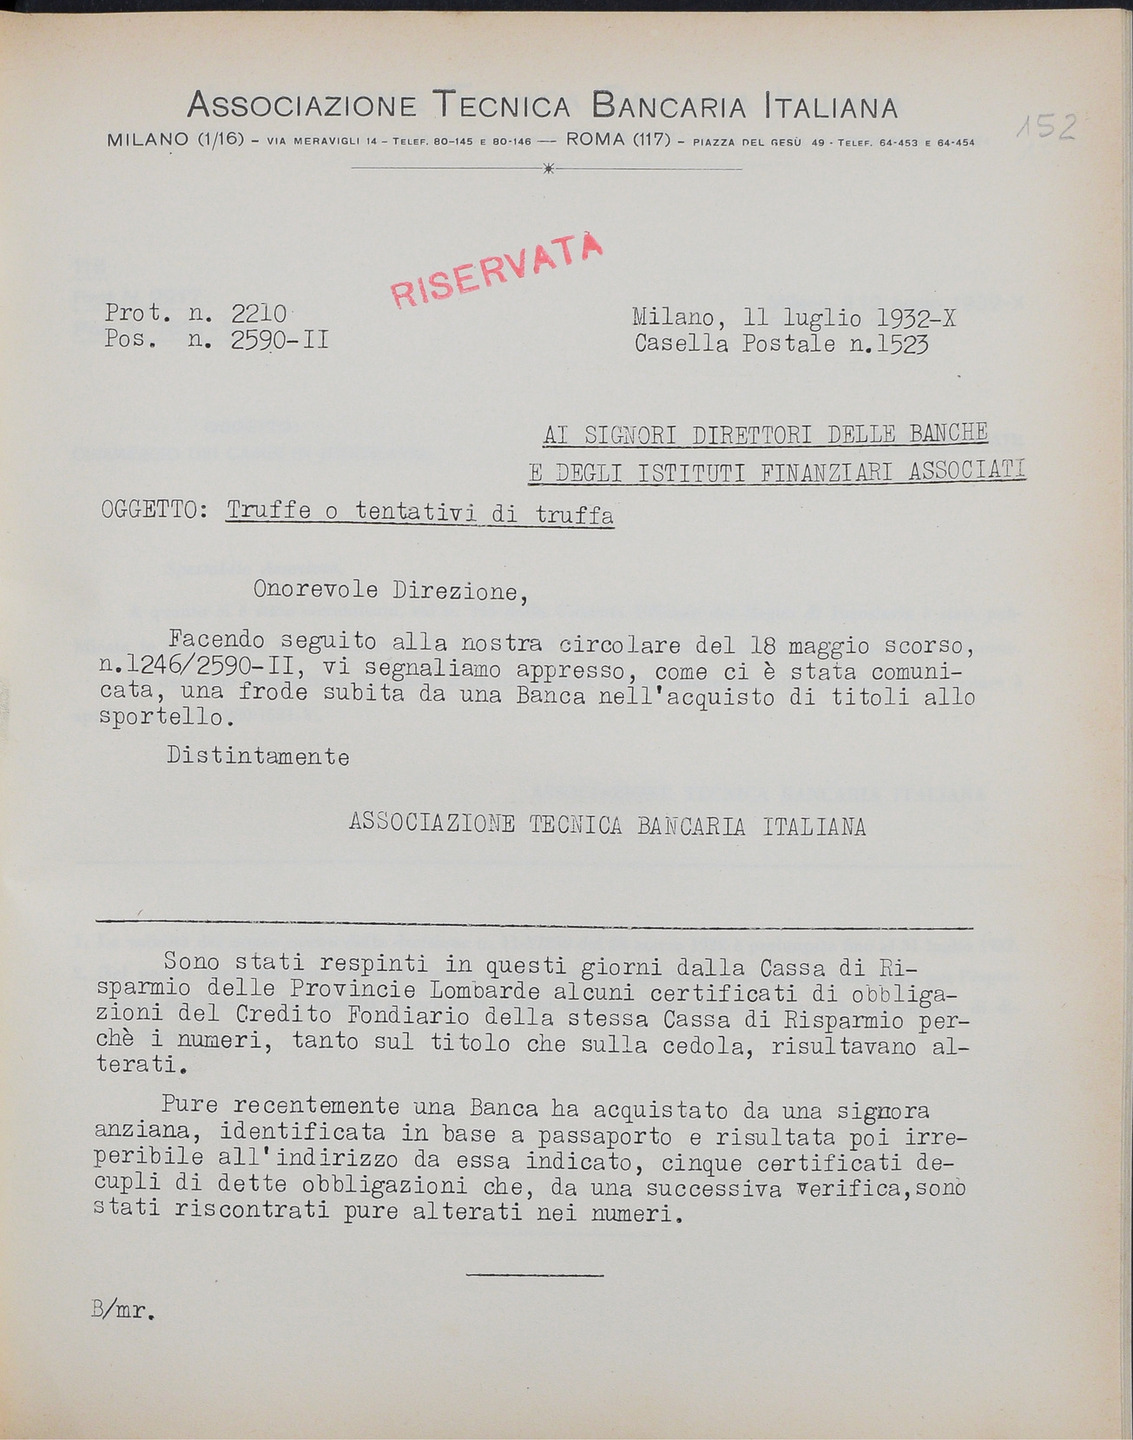 ASSOCIAZIONE TECNICA BANCARIA ITALIANA
MILANO (1/16) – VIA MERAVIGLI 14 – TELEF. 80-145 E 80-146 — ROMA (117) – PIAZZA DEL GESÙ 49 - TELEF. 64-453 E 64-454
152
RISERVATA
Prot. n. 2210
Pos. n. 2590-II
Milano, 11 luglio 1932-X
Casella Postale n.1523
AI SIGNORI DIRETTORI DELLE BANCHE
E DEGLI ISTITUTI FINANZIARI ASSOCIATI
OGGETTO: Truffe o tentativi di truffa
Onorevole Direzione,
Facendo seguito alla nostra circolare del 18 maggio scorso,
n.1246/2590-II, vi segnaliamo appresso, come ci è stata comuni-
cata, una frode subita da una Banca nell'acquisto di titoli allo
sportello.
Distintamente
ASSOCIAZIONE TECNICA BANCARIA ITALIANA
Sono stati respinti in questi giorni dalla Cassa di Ri-
sparmio delle Provincie Lombarde alcuni certificati di obbliga-
zioni del Credito Fondiario della stessa Cassa di Risparmio per-
chè i numeri, tanto sul titolo che sulla cedola, risultavano al-
terati.
Pure recentemente una Banca ha acquistato da una signora
anziana, identificata in base a passaporto e risultata poi irre-
peribile all'indirizzo da essa indicato, cinque certificati de-
cupli di dette obbligazioni che, da una successiva verifica, sono
stati riscontrati pure alterati nei numeri.
B/mr.